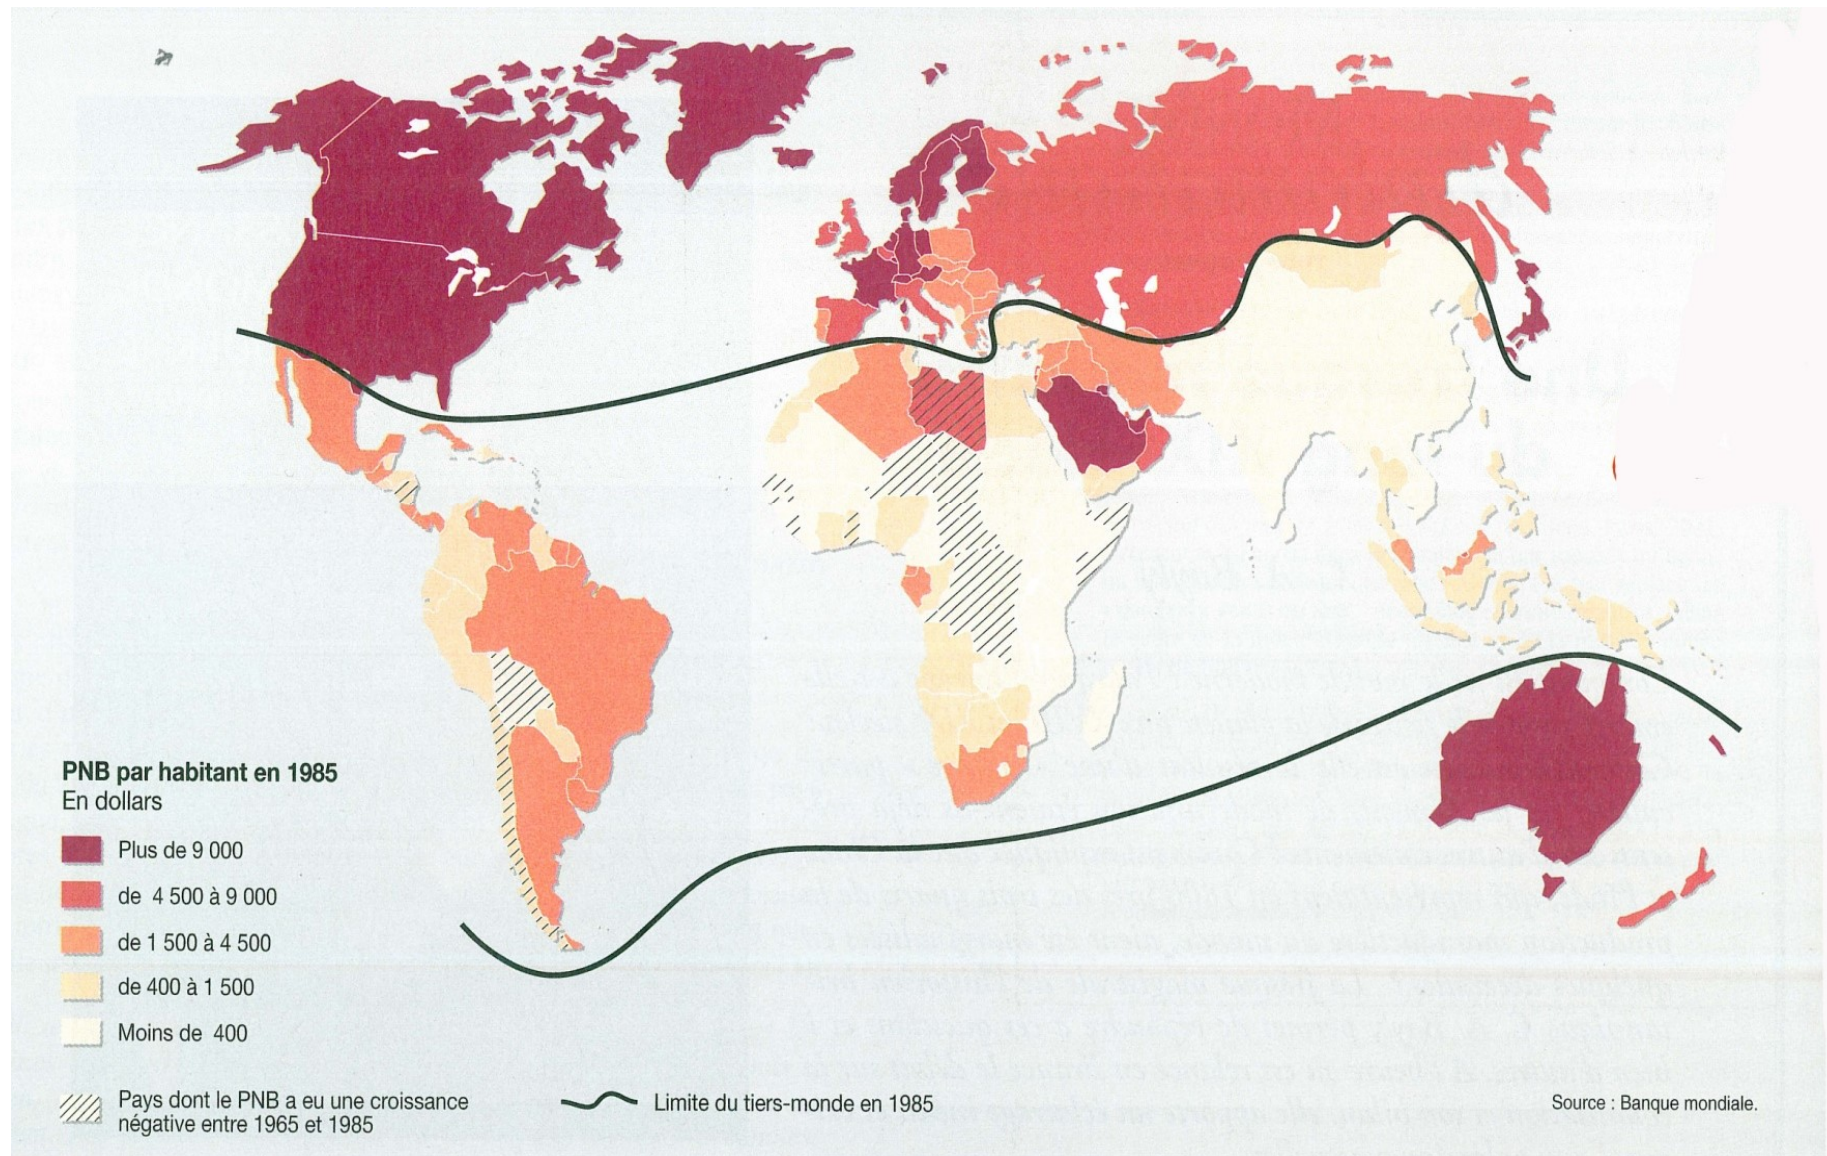 PNB par habitant en 1985
En dollars
Plus de 9 000
de 4 500 à 9 000
de 1 500 à 4 500
de 400 à 1 500
Moins de 400
Pays dont le PNB a eu une croissance
négative entre 1965 et 1985
Limite du tiers-monde en 1985
Source : Banque mondiale.